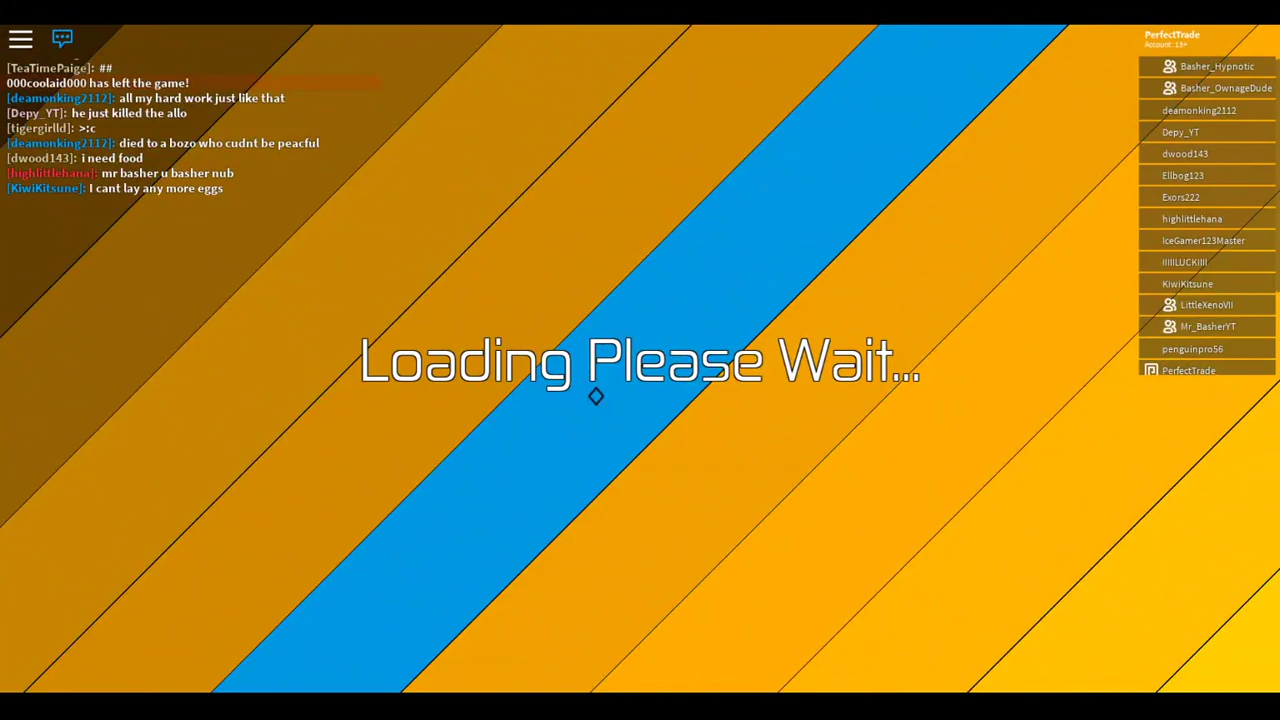 [TeaTimePaige]: ##
000coolaid000 has left the game!
[deamonking2112]: all my hard work just like that
[Depy_YT]: he just killed the allo
[tigergirlld]: >:c
[deamonking2112]: died to a bozo who cudnt be peacful
[dwood143]: i need food
[highlittlehana]: mr basher u basher nub
[KiwiKitsune]: I cant lay any more eggs
Loading Please Wait...
PerfectTrade
Account: 13+
Basher_Hypnotic
Basher_OwnageDude
deamonking2112
Depy_YT
dwood143
Ellbog123
Exors222
highlittlehana
IceGamer123Master
KiwiKitsune
LittleXenoVII
Mr_BasherYT
penguinpro56
PerfectTrade